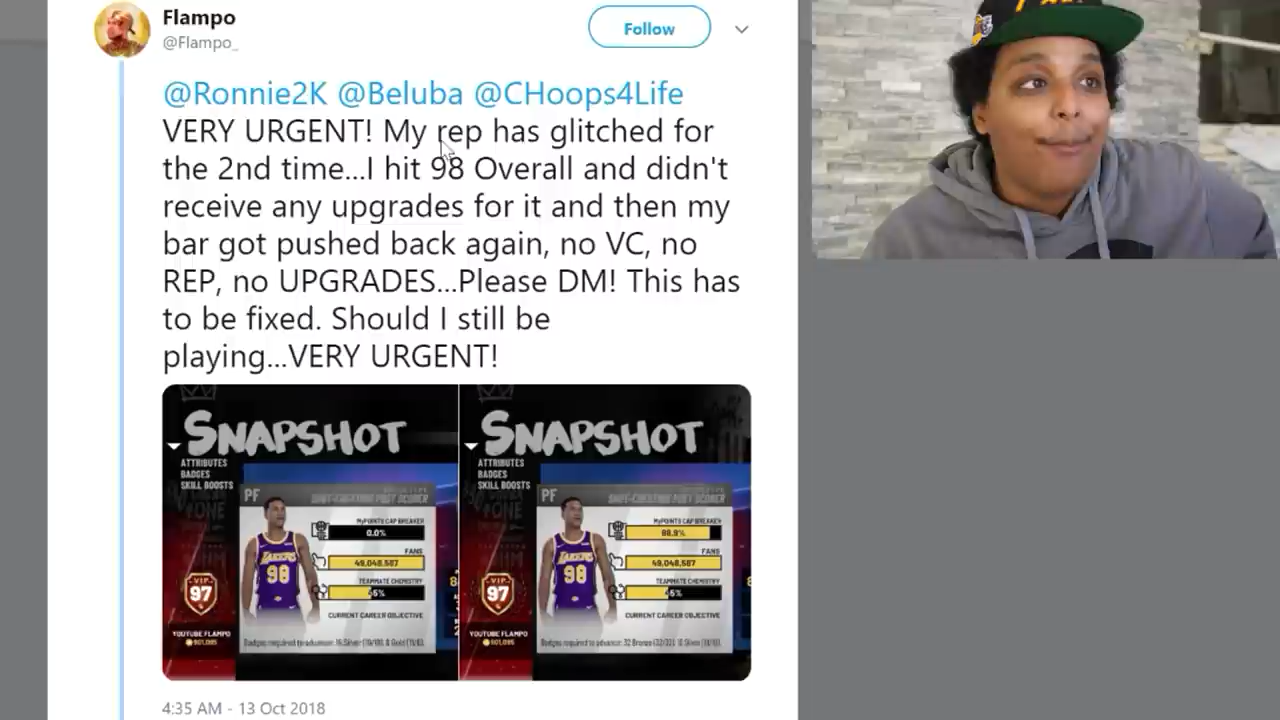 Flampo
@Flampo_
Follow
@Ronnie2K @Beluba @CHoops4Life
VERY URGENT! My rep has glitched for
the 2nd time...I hit 98 Overall and didn't
receive any upgrades for it and then my
bar got pushed back again, no VC, no
REP, no UPGRADES...Please DM! This has
to be fixed. Should I still be
playing...VERY URGENT!
SNAPSHOT
ATTRIBUTES
BADGES
SKILL BOOSTS
PF
MYPOINTS CAP BREAKER
0.0%
FANS
49,048,587
TEAMMATE CHEMISTRY
CURRENT CAREER OBJECTIVE
LAKERS
98
VIP
97
YOUTUBE FLAMPO
SNAPSHOT
ATTRIBUTES
BADGES
SKILL BOOSTS
PF
MYPOINTS CAP BREAKER
FANS
49,048,587
TEAMMATE CHEMISTRY
CURRENT CAREER OBJECTIVE
LAKERS
98
VIP
97
YOUTUBE FLAMPO
4:35 AM - 13 Oct 2018